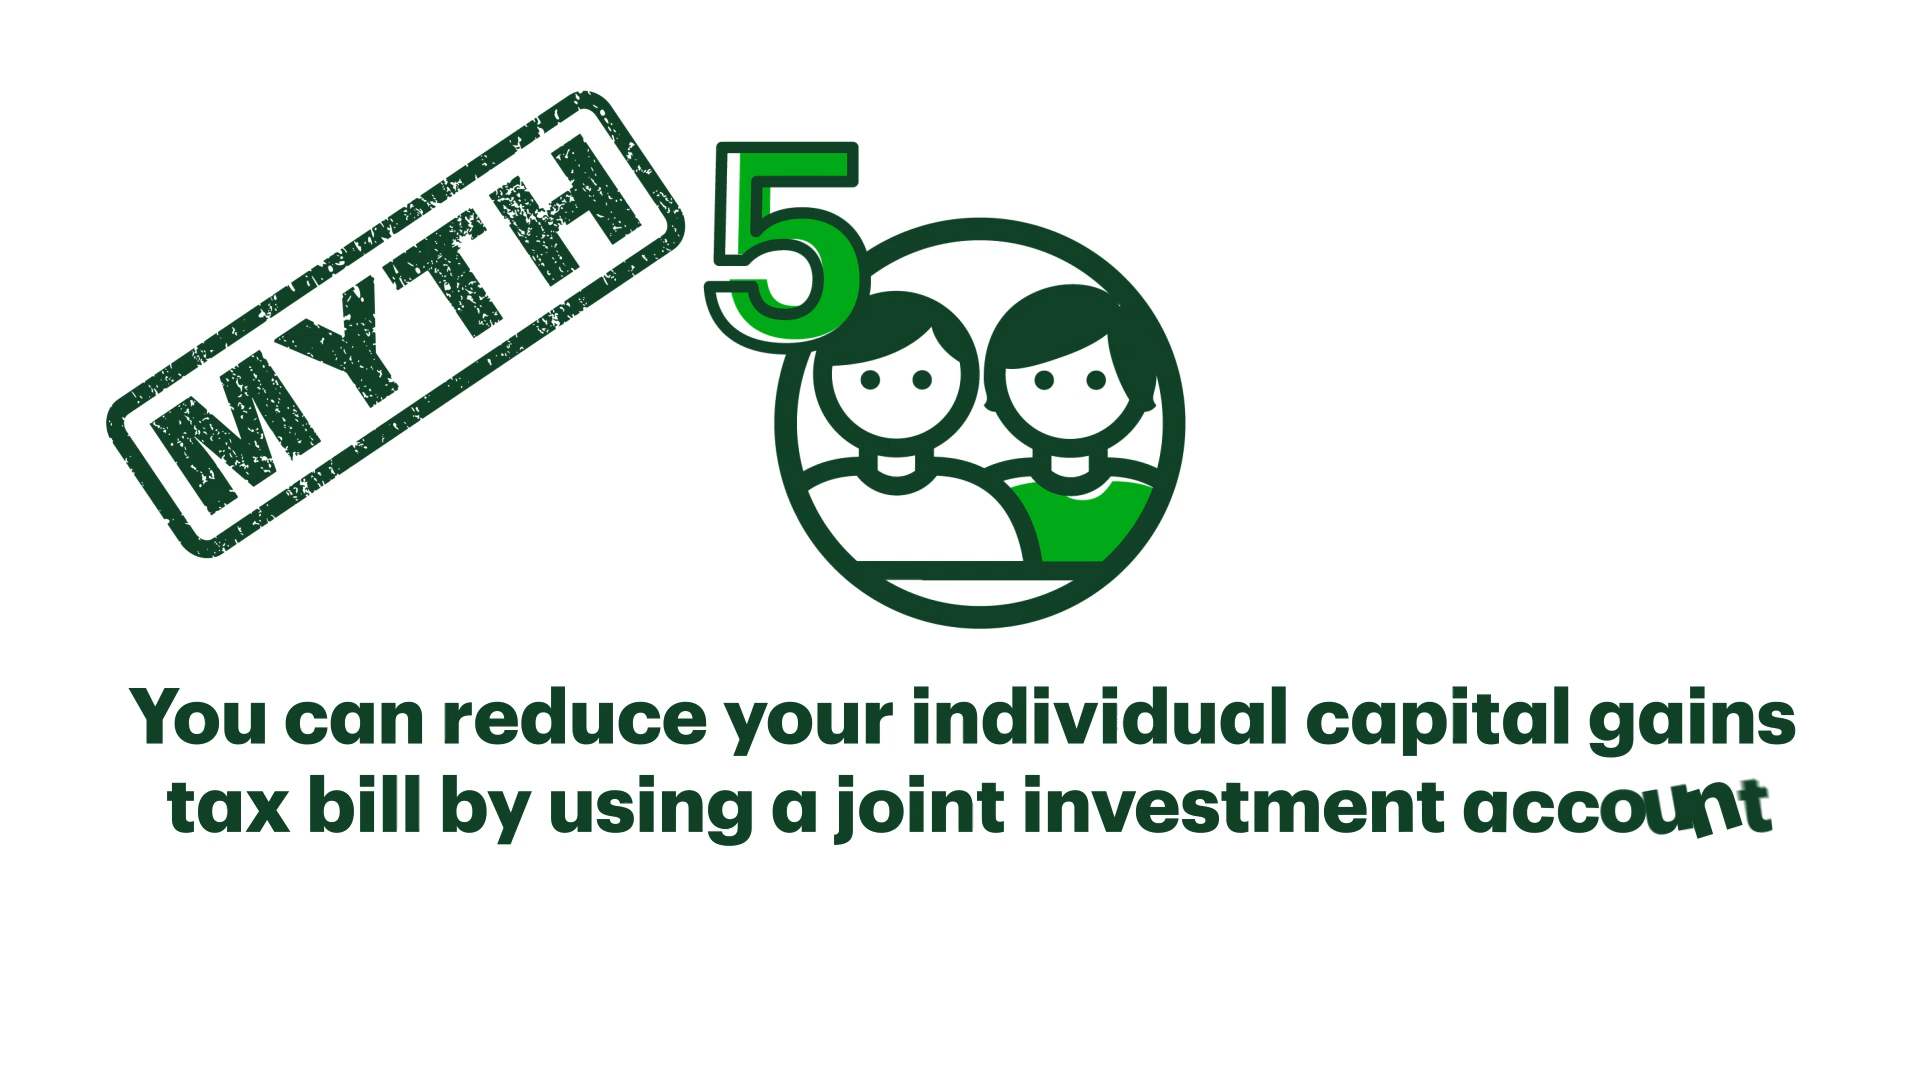 MYTH
5
You can reduce your individual capital gains
tax bill by using a joint investment account